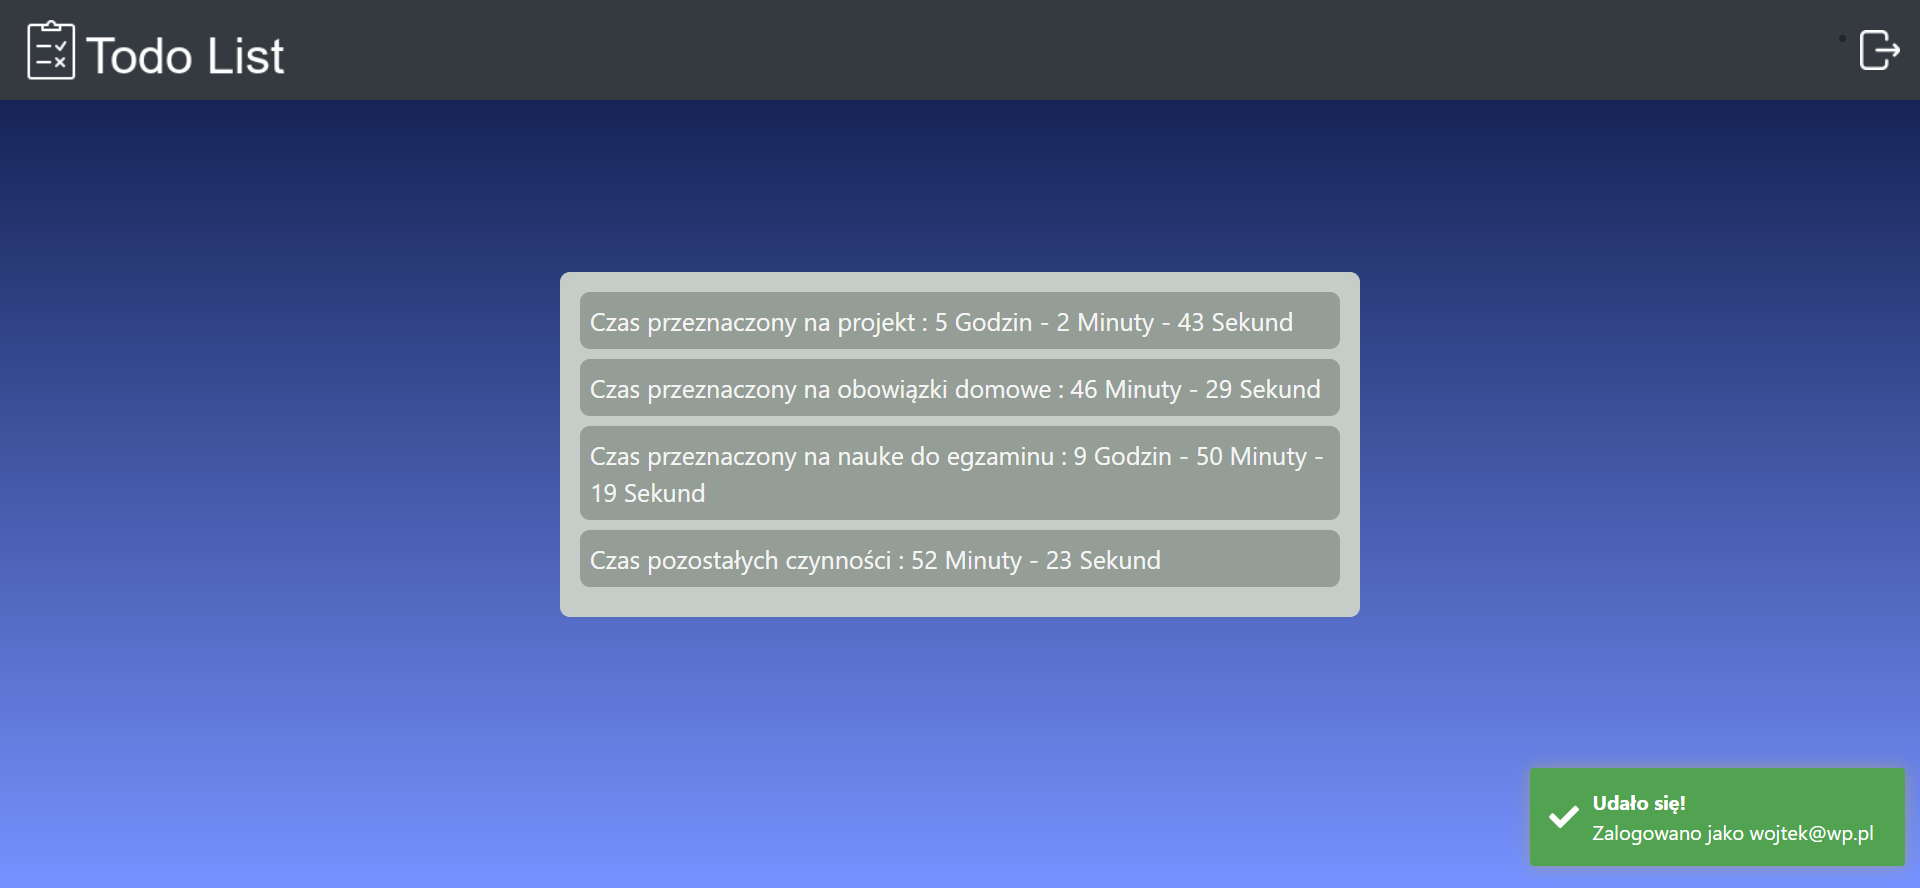 Todo List
Czas przeznaczony na projekt : 5 Godzin - 2 Minuty - 43 Sekund
Czas przeznaczony na obowiązki domowe : 46 Minuty - 29 Sekund
Czas przeznaczony na nauke do egzaminu : 9 Godzin - 50 Minuty -
19 Sekund
Czas pozostałych czynności : 52 Minuty - 23 Sekund
Udało się!
Zalogowano jako wojtek@wp.pl